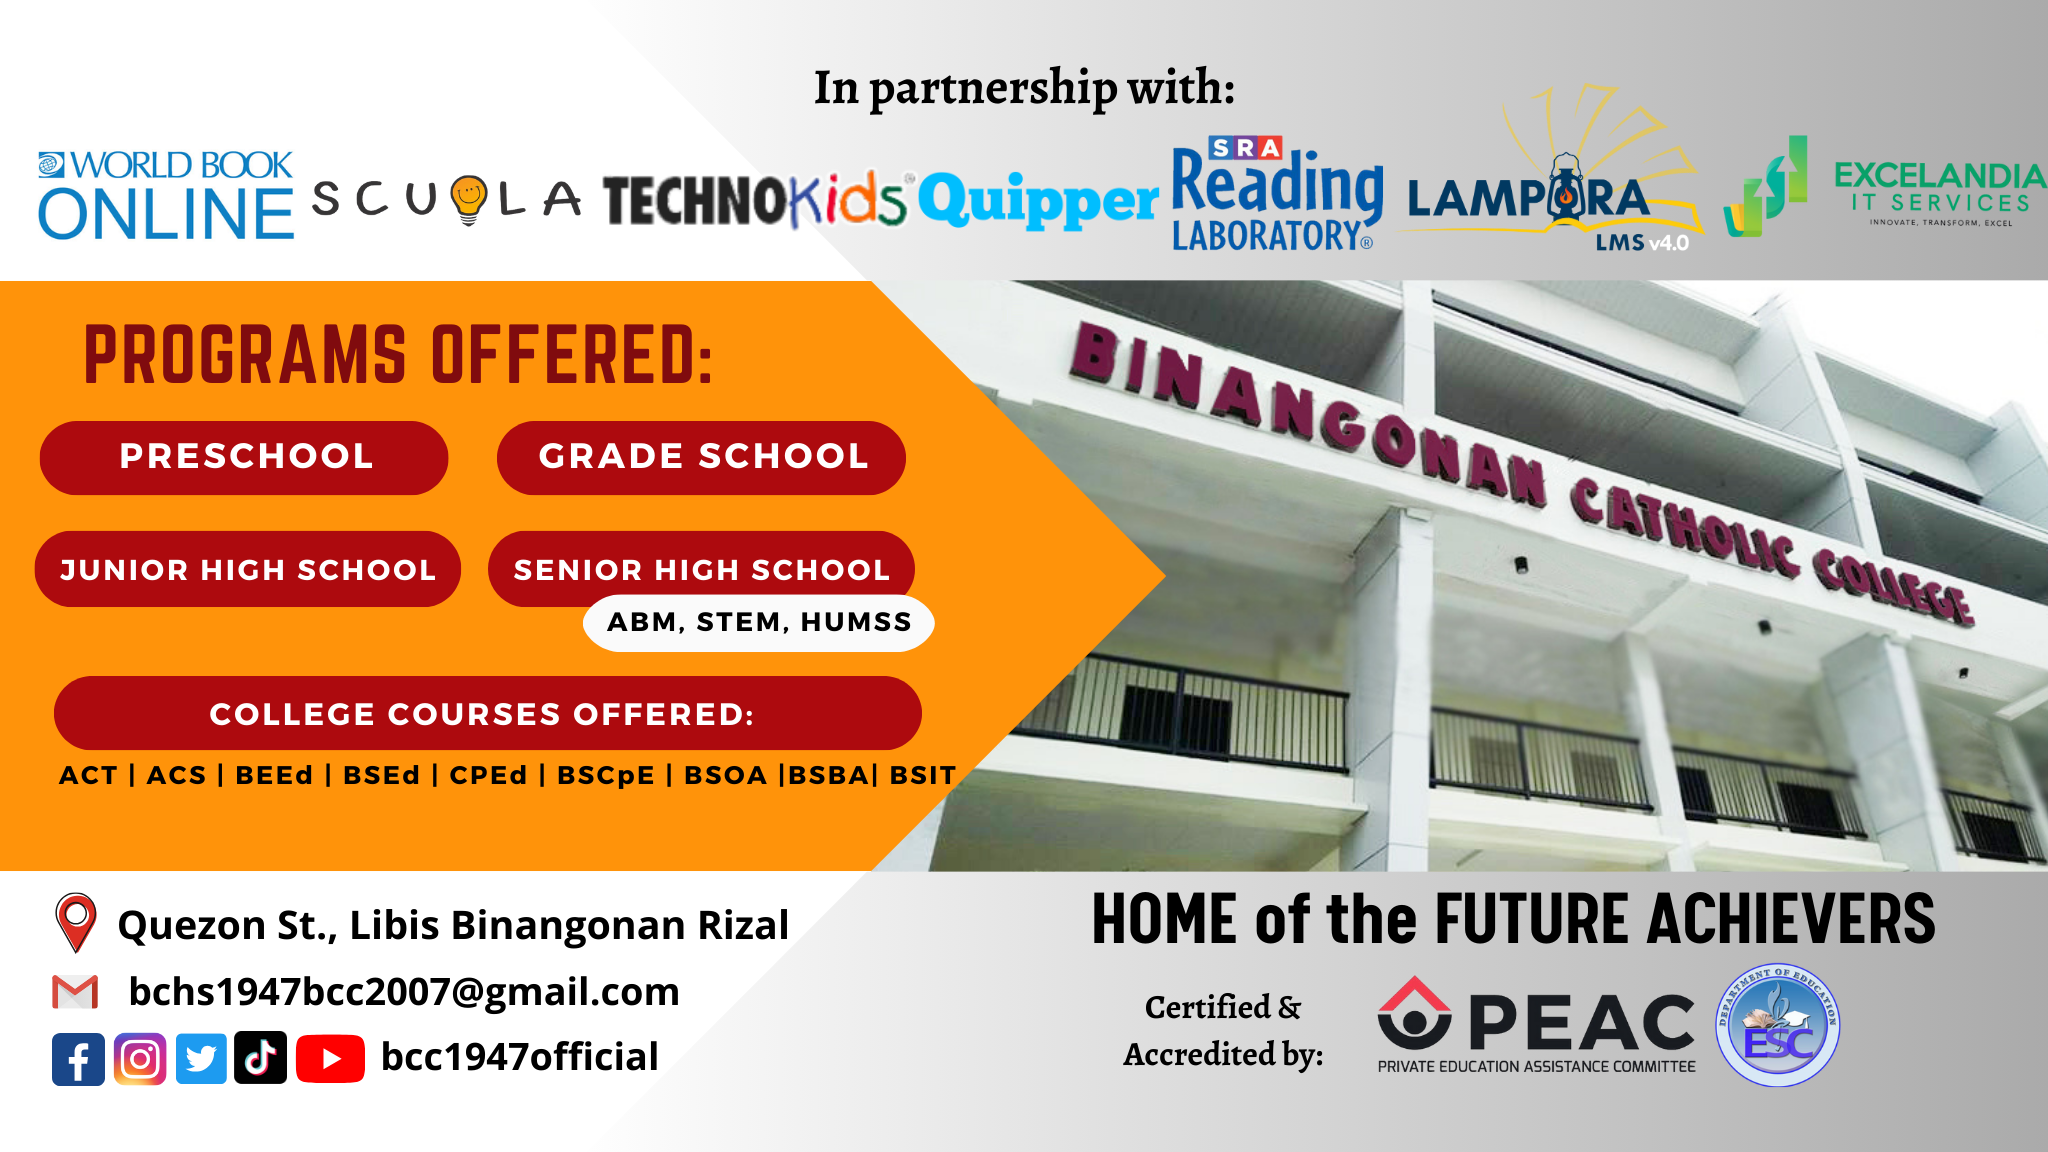 In partnership with:
WORLD BOOK
ONLINE
SCUOLA
TECHNOKids®
Quipper
SRA
Reading
LABORATORY®
LAMPARA
LMS v4.0
EXCELANDIA
IT SERVICES
INNOVATE, TRANSFORM, EXCEL
PROGRAMS OFFERED:
PRESCHOOL
GRADE SCHOOL
JUNIOR HIGH SCHOOL
SENIOR HIGH SCHOOL
ABM, STEM, HUMSS
COLLEGE COURSES OFFERED:
ACT | ACS | BEEd | BSEd | CPEd | BSCpE | BSOA |BSBA| BSIT
BINANGONAN CATHOLIC COLLEGE
Quezon St., Libis Binangonan Rizal
bchs1947bcc2007@gmail.com
bcc1947official
HOME of the FUTURE ACHIEVERS
Certified &
Accredited by:
PEAC
PRIVATE EDUCATION ASSISTANCE COMMITTEE
DEPARTMENT OF EDUCATION
ESC